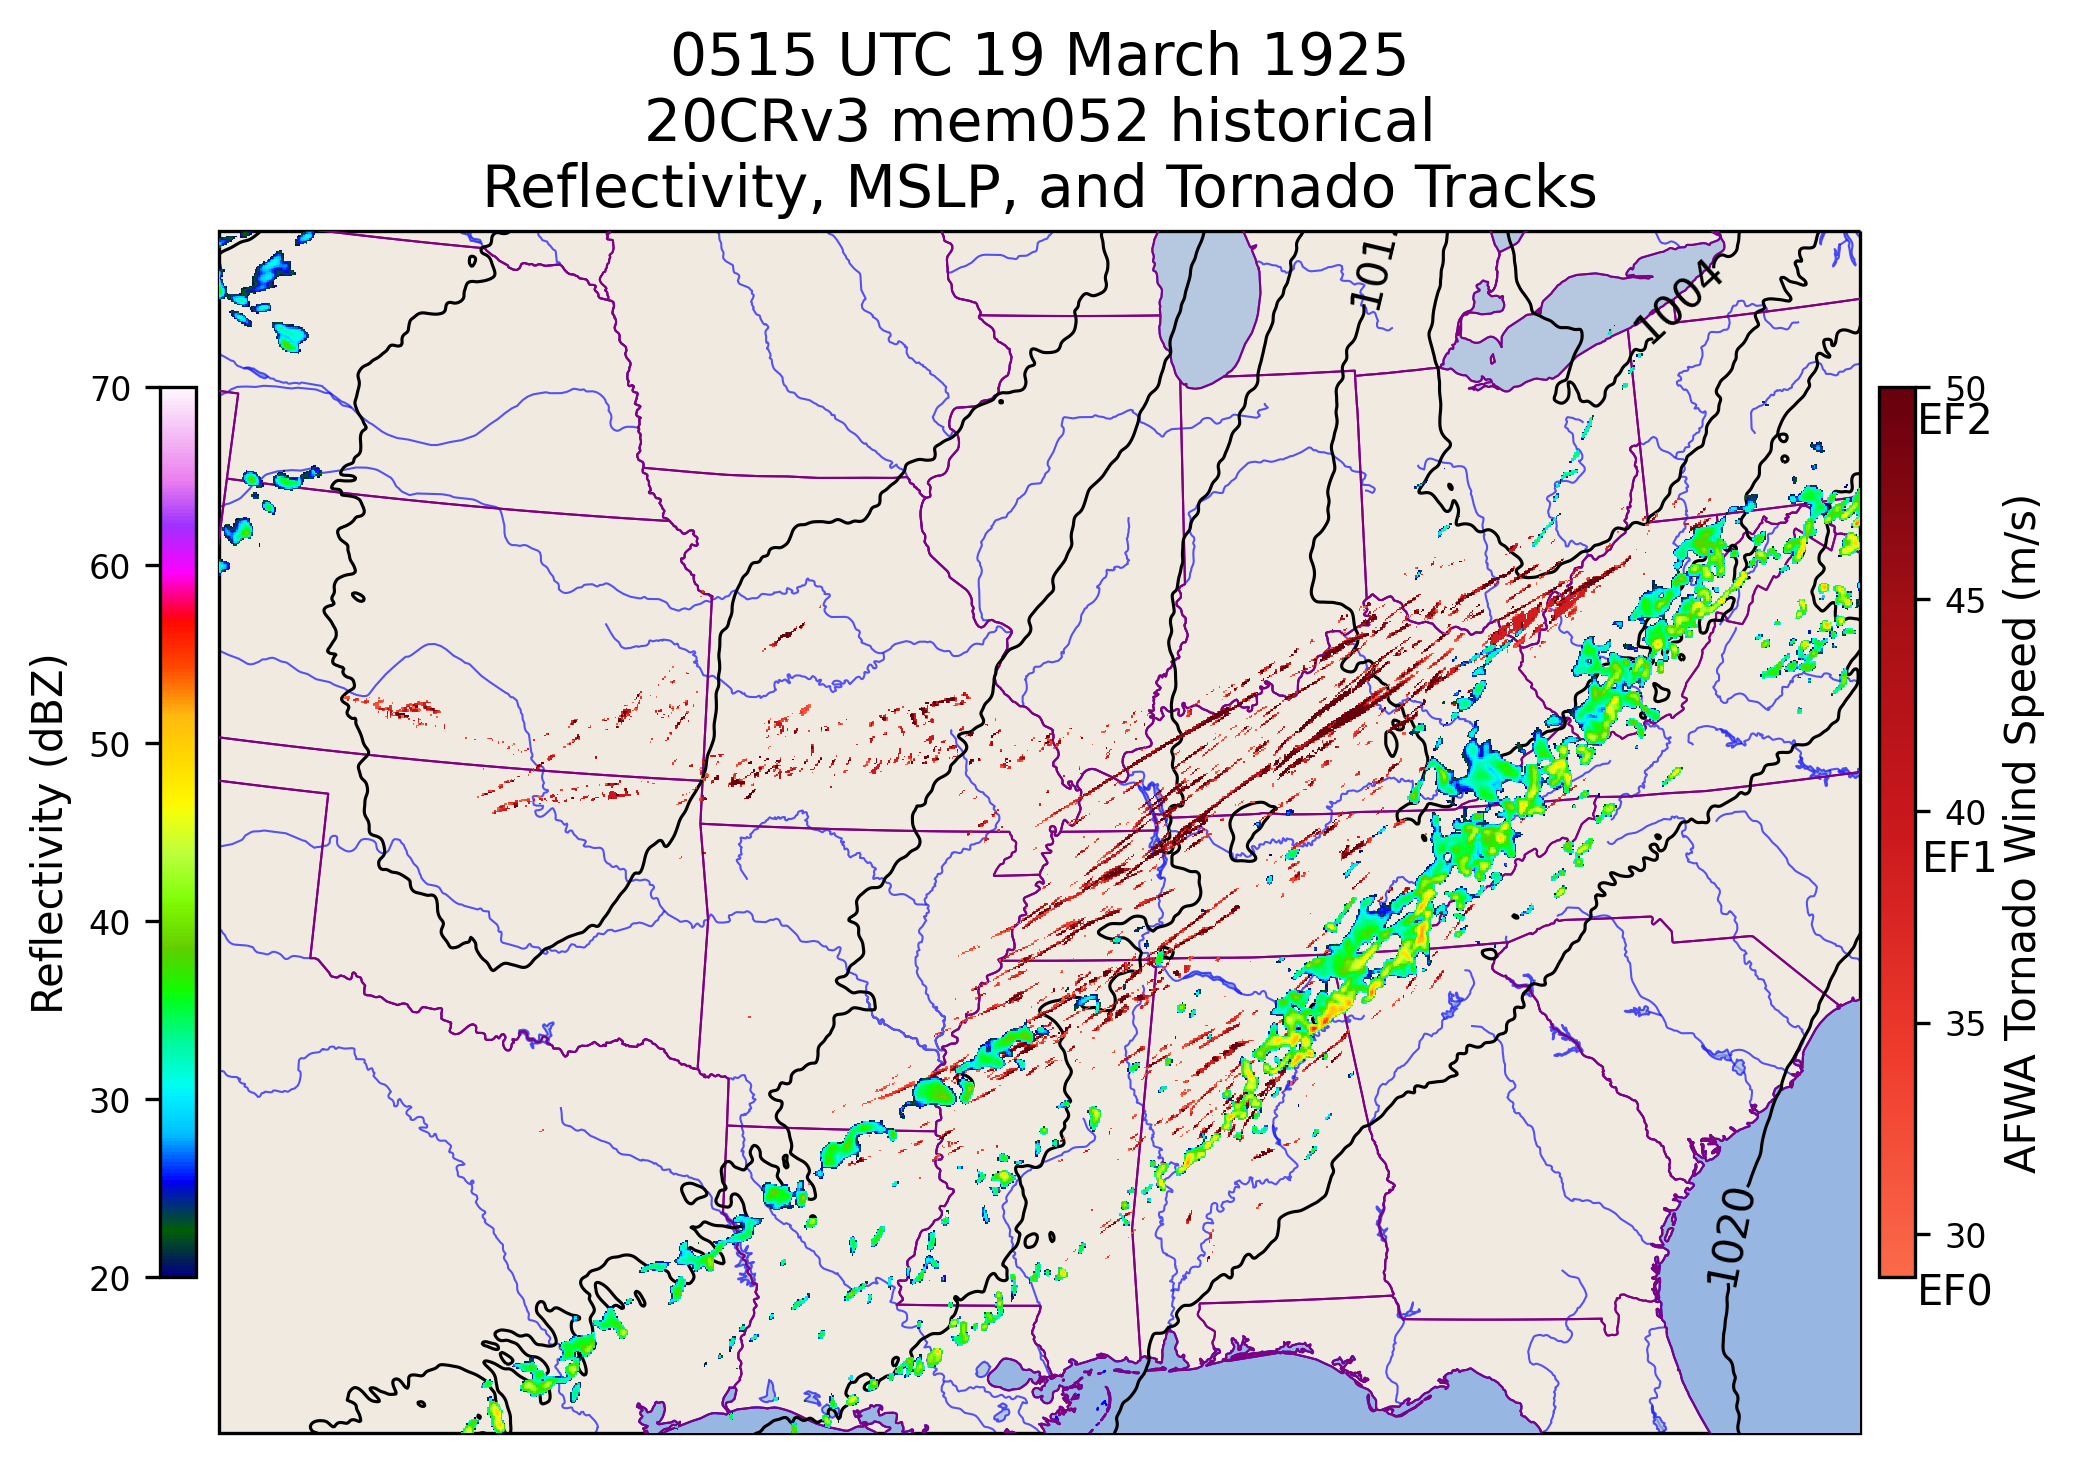 0515 UTC 19 March 1925
20CRv3 mem052 historical
Reflectivity, MSLP, and Tornado Tracks
1004
1020
70
60
50
40
30
20
Reflectivity (dBZ)
50
EF2
45
40
EF1
35
30
EF0
AFWA Tornado Wind Speed (m/s)